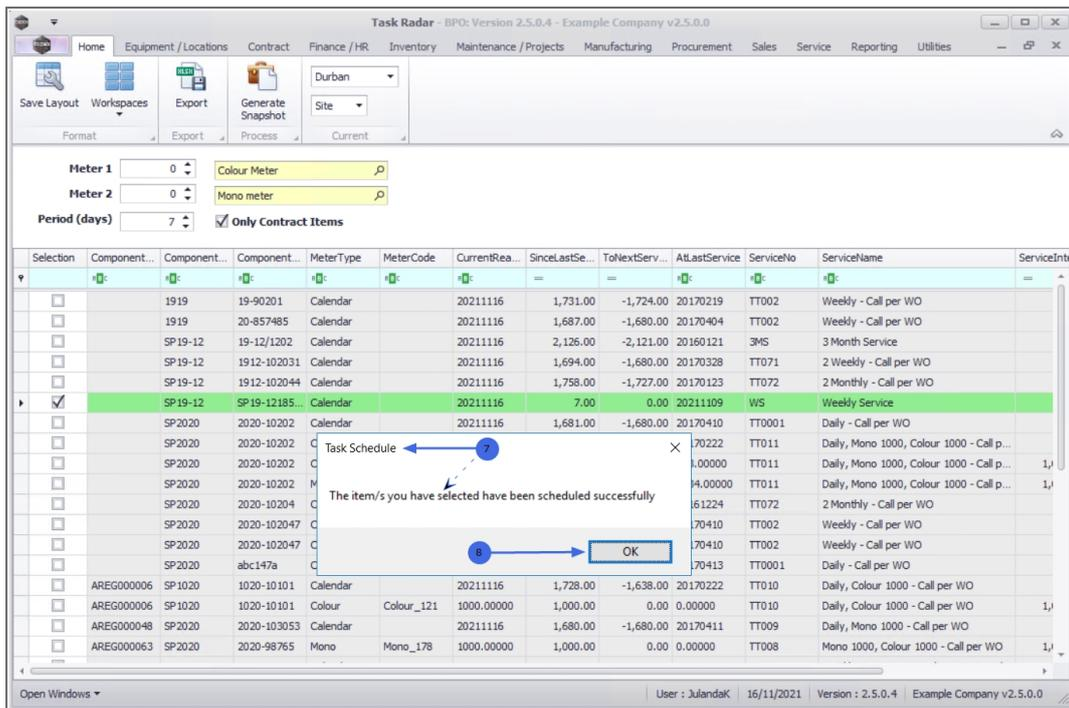 Task Radar - BPO: Version 2.5.0.4 - Example Company v2.5.0.0
Home Equipment / Locations Contract Finance / HR Inventory Maintenance / Projects Manufacturing Procurement Sales Service Reporting Utilities
Save Layout Workspaces Export Generate Snapshot Durban Site
Format Export Process Current
Meter 1 0 Colour Meter
Meter 2 0 Mono meter
Period (days) 7 Only Contract Items
Selection Component... Component... Component... MeterType MeterCode CurrentRea... SinceLastSe... ToNextServ... AtLastService ServiceNo ServiceName ServiceInte
1919 19-90201 Calendar 20211116 1,731.00 -1,724.00 20170219 TT002 Weekly - Call per WO
1919 20-857485 Calendar 20211116 1,687.00 -1,680.00 20170404 TT002 Weekly - Call per WO
SP19-12 19-12/1202 Calendar 20211116 2,126.00 -2,121.00 20160121 3MS 3 Month Service
SP19-12 1912-102031 Calendar 20211116 1,694.00 -1,680.00 20170328 TT071 2 Weekly - Call per WO
SP19-12 1912-102044 Calendar 20211116 1,758.00 -1,727.00 20170123 TT072 2 Monthly - Call per WO
SP19-12 SP19-12185... Calendar 20211116 7.00 0.00 20211109 WS Weekly Service
SP2020 2020-10202 Calendar 20211116 1,681.00 -1,680.00 20170410 TT0001 Daily - Call per WO
SP2020 2020-10202 C 170222 TT011 Daily, Mono 1000, Colour 1000 - Call p...
SP2020 2020-10202 C .00000 TT011 Daily, Mono 1000, Colour 1000 - Call p... 1,
SP2020 2020-10202 M 4.00000 TT011 Daily, Mono 1000, Colour 1000 - Call p... 1,
SP2020 2020-10204 C 161224 TT072 2 Monthly - Call per WO
SP2020 2020-102047 C 170410 TT002 Weekly - Call per WO
SP2020 2020-102047 C 170410 TT002 Weekly - Call per WO
SP2020 abc147a C 170413 TT0001 Daily - Call per WO
Task Schedule 7
The item/s you have selected have been scheduled successfully
8 OK
AREG000006 SP1020 1020-10101 Calendar 20211116 1,728.00 -1,638.00 20170222 TT010 Daily, Colour 1000 - Call per WO
AREG000006 SP1020 1020-10101 Colour Colour_121 1000.00000 1,000.00 0.00 0.00000 TT010 Daily, Colour 1000 - Call per WO 1,
AREG000048 SP2020 2020-103053 Calendar 20211116 1,680.00 -1,680.00 20170411 TT009 Daily, Mono 1000 - Call per WO
AREG000063 SP2020 2020-98765 Mono Mono_178 1000.00000 1,000.00 0.00 0.00000 TT008 Mono 1000, Colour 1000 - Call per WO 1,
Open Windows User : JulandaK 16/11/2021 Version : 2.5.0.4 Example Company v2.5.0.0